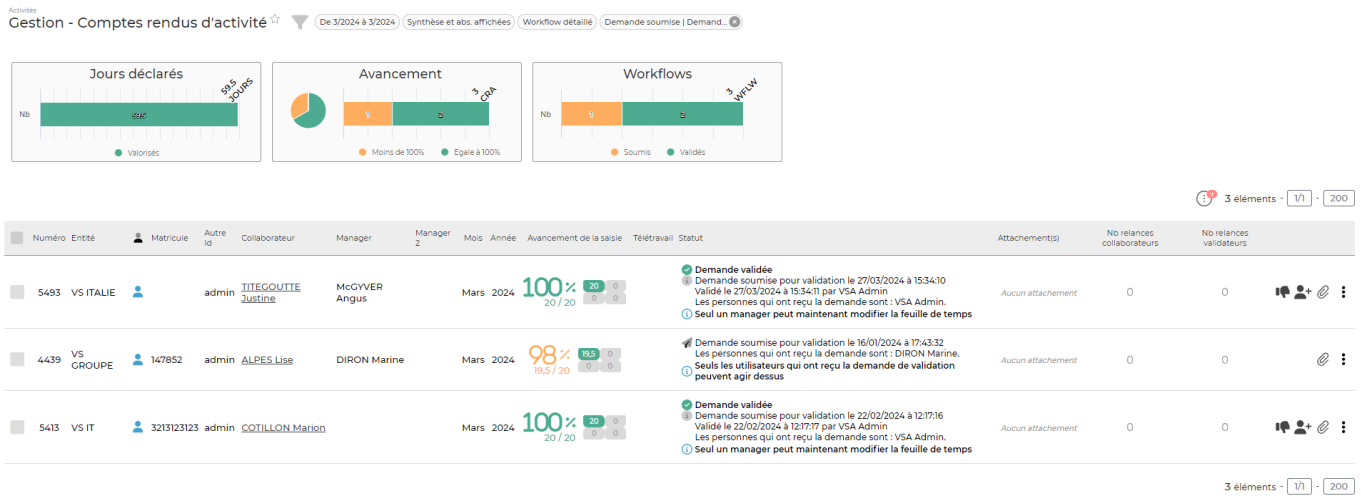 Activités
Gestion - Comptes rendus d'activité
De 3/2024 à 3/2024
Synthèse et abs. affichées
Workflow détaillé
Demande soumise | Demand...
Jours déclarés
59.5 JOURS
Nb
59.5
Valorisés
Avancement
3 CRA
1
2
Moins de 100%
Egale à 100%
Workflows
3 WFLW
Nb
1
2
Soumis
Validés
7
3 éléments - 1/1 - 200
Numéro Entité Matricule Autre Id Collaborateur Manager Manager 2 Mois Année Avancement de la saisie Télétravail Statut Attachement(s) Nb relances collaborateurs Nb relances validateurs
5493 VS ITALIE admin TITEGOUTTE Justine McGYVER Angus Mars 2024 100% 20 / 20 20 0 0 0
Demande validée
Demande soumise pour validation le 27/03/2024 à 15:34:10
Validé le 27/03/2024 à 15:34:11 par VSA Admin
Les personnes qui ont reçu la demande sont : VSA Admin.
Seul un manager peut maintenant modifier la feuille de temps
Aucun attachement 0 0
4439 VS GROUPE 147852 admin ALPES Lise DIRON Marine Mars 2024 98% 19,5 / 20 19,5 0 0 0
Demande soumise pour validation le 16/01/2024 à 17:43:32
Les personnes qui ont reçu la demande sont : DIRON Marine.
Seuls les utilisateurs qui ont reçu la demande de validation
peuvent agir dessus
Aucun attachement 0 0
5413 VS IT 3213123123 admin COTILLON Marion Mars 2024 100% 20 / 20 20 0 0 0
Demande validée
Demande soumise pour validation le 22/02/2024 à 12:17:16
Validé le 22/02/2024 à 12:17:17 par VSA Admin
Les personnes qui ont reçu la demande sont : VSA Admin.
Seul un manager peut maintenant modifier la feuille de temps
Aucun attachement 0 0
3 éléments - 1/1 - 200